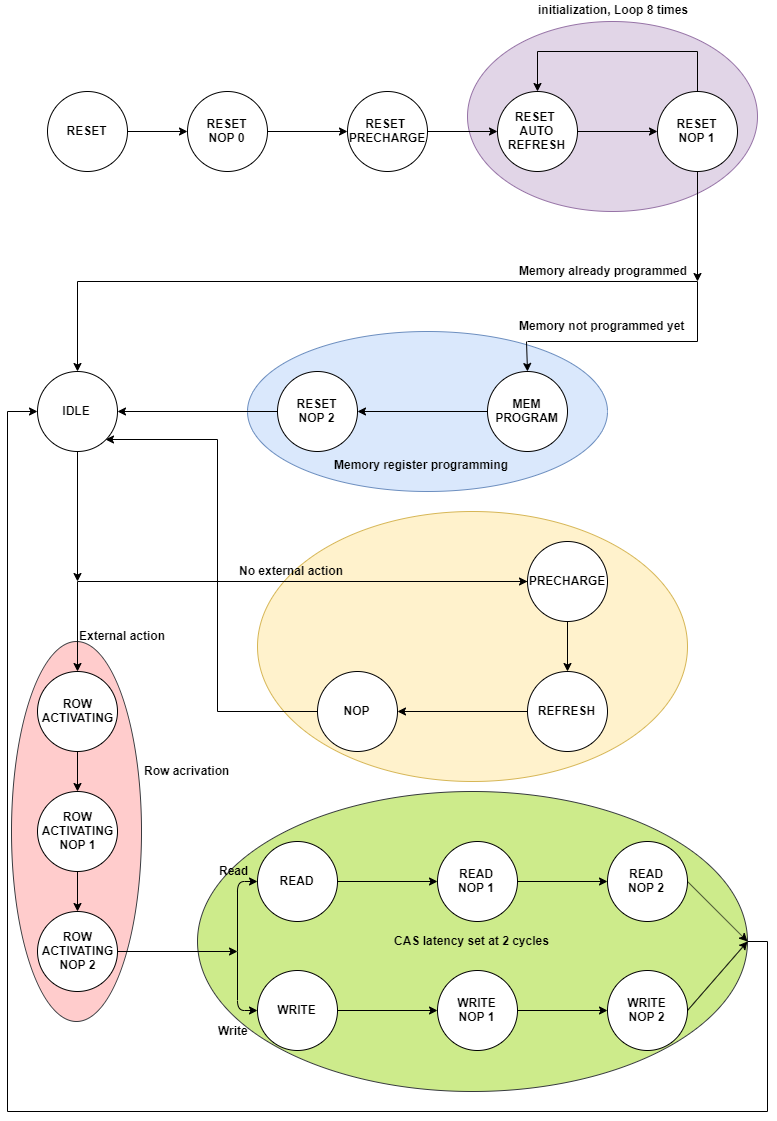 initialization, Loop 8 times
RESET
RESET
NOP 0
RESET
PRECHARGE
RESET
AUTO
REFRESH
RESET
NOP 1
Memory already programmed
Memory not programmed yet
IDLE
RESET
NOP 2
MEM
PROGRAM
Memory register programming
No external action
PRECHARGE
External action
ROW
ACTIVATING
NOP
REFRESH
Row acrivation
ROW
ACTIVATING
NOP 1
Read
READ
READ
NOP 1
READ
NOP 2
ROW
ACTIVATING
NOP 2
CAS latency set at 2 cycles
Write
WRITE
WRITE
NOP 1
WRITE
NOP 2